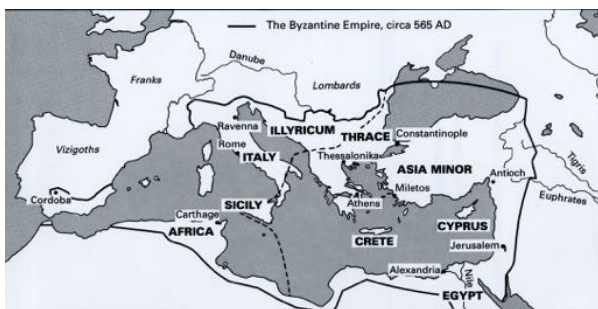 The Byzantine Empire, circa 565 AD
Danube
Franks
Lombards
Ravenna
ILLYRICUM
THRACE
Constantinople
Rome
ITALY
Thessalonika
Vizigoths
ASIA MINOR
Antioch
Tigris
Cordoba
Miletos
Euphrates
SICILY
Athens
Carthage
CYPRUS
AFRICA
CRETE
Jerusalem
Alexandria
Nile
EGYPT